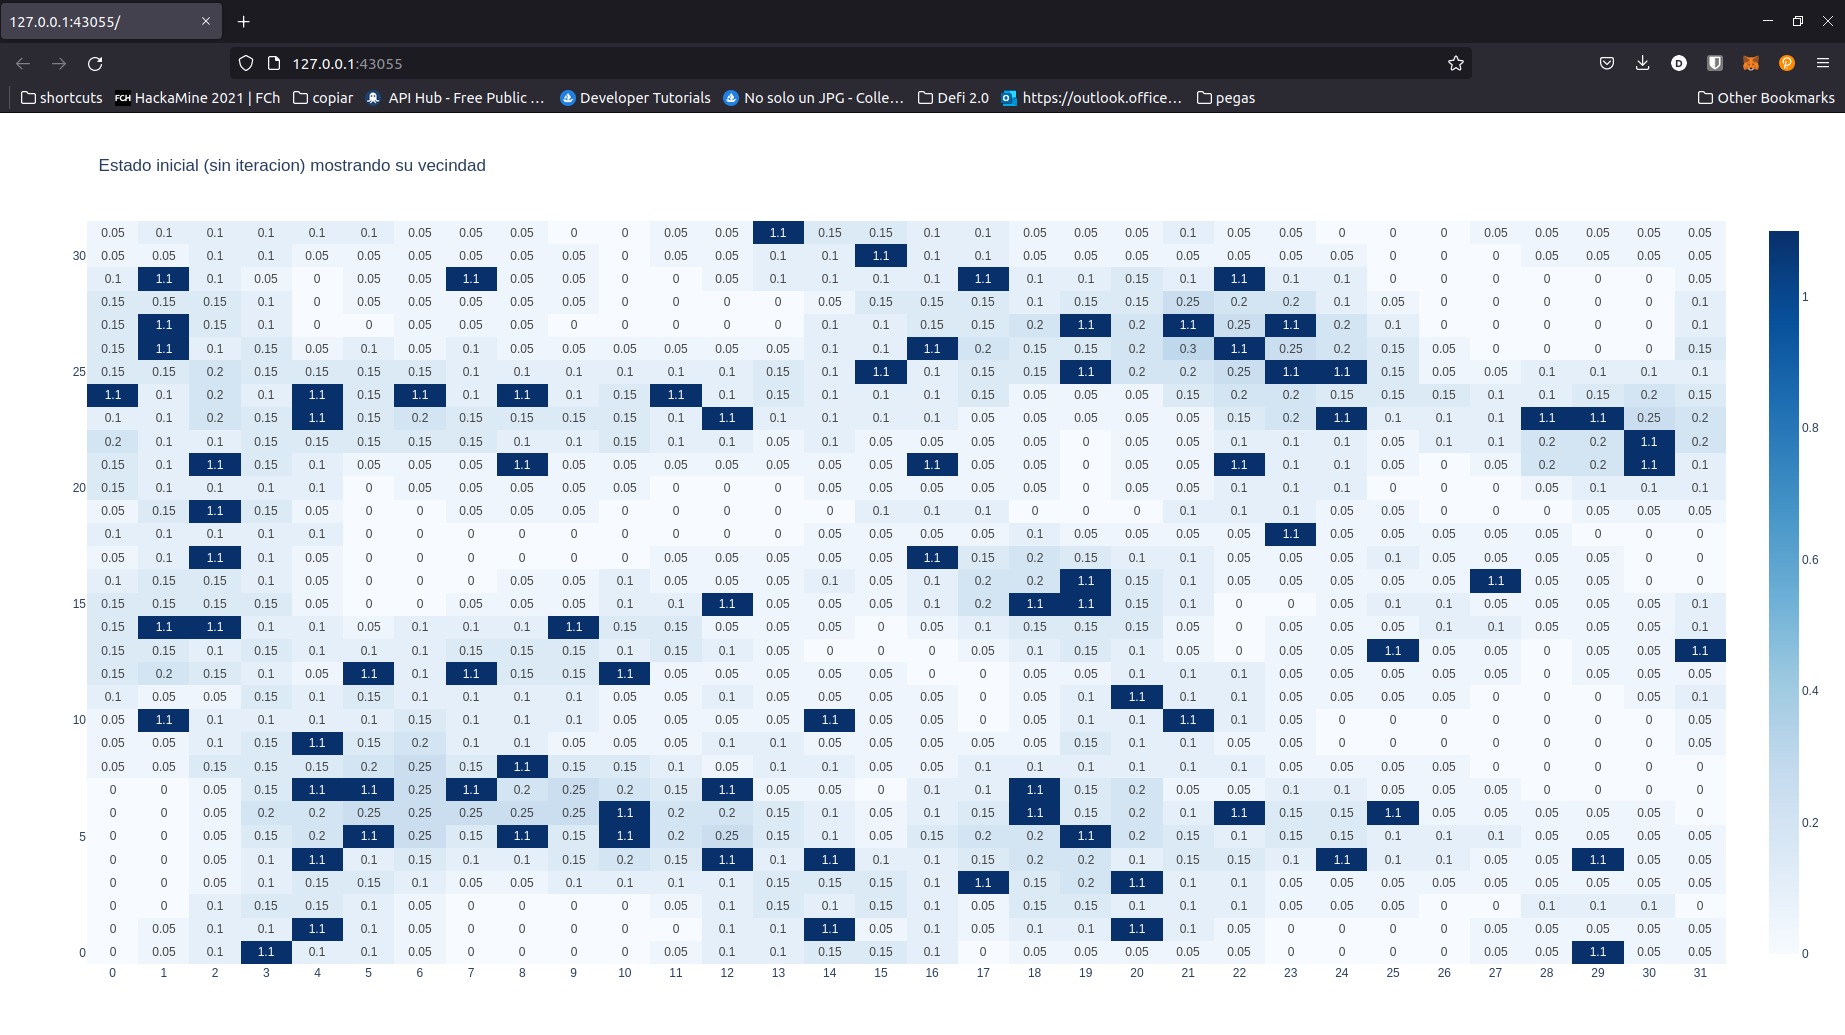 127.0.0.1:43055/
127.0.0.1:43055
shortcuts HackaMine 2021 | FCh copiar API Hub - Free Public … Developer Tutorials No solo un JPG - Colle… Defi 2.0 https://outlook.office… pegas Other Bookmarks
Estado inicial (sin iteracion) mostrando su vecindad
0.05 0.1 0.1 0.1 0.1 0.1 0.05 0.05 0.05 0 0 0.05 0.05 1.1 0.15 0.15 0.1 0.1 0.05 0.05 0.05 0.1 0.05 0.05 0 0 0 0.05 0.05 0.05 0.05 0.05
30 0.05 0.05 0.1 0.1 0.05 0.05 0.05 0.05 0.05 0 0.05 0.05 0.05 0.1 0.1 1.1 0.1 0.1 0.05 0.05 0.05 0.05 0.05 0.05 0.05 0 0 0 0.05 0.05 0.05 0.05
0.1 1.1 0.1 0.05 0 0.05 0.05 1.1 0.05 0.05 0 0 0.05 0.1 0.1 0.1 0.1 1.1 0.1 0.1 0.15 0.1 1.1 0.1 0.1 0 0 0 0 0 0 0.05
0.15 0.15 0.15 0.1 0 0.05 0.05 0.05 0.05 0.05 0 0 0 0 0.05 0.15 0.15 0.15 0.1 0.15 0.15 0.25 0.2 0.2 0.1 0.05 0 0 0 0 0 0.1
0.15 1.1 0.15 0.1 0 0 0.05 0.05 0.05 0 0 0 0 0 0.1 0.1 0.15 0.15 0.2 1.1 0.2 1.1 0.25 1.1 0.2 0.1 0 0 0 0 0 0.1
0.15 1.1 0.1 0.15 0.05 0.1 0.05 0.1 0.05 0.05 0.05 0.05 0.05 0.05 0.1 0.1 1.1 0.2 0.15 0.15 0.2 0.3 1.1 0.25 0.2 0.15 0.05 0 0 0 0 0.15
25 0.15 0.15 0.2 0.15 0.15 0.15 0.15 0.1 0.1 0.1 0.1 0.1 0.1 0.15 0.1 1.1 0.1 0.15 0.15 1.1 0.2 0.2 0.25 1.1 1.1 0.15 0.05 0.05 0.1 0.1 0.1 0.1
1.1 0.1 0.2 0.1 1.1 0.15 1.1 0.1 1.1 0.1 0.15 1.1 0.1 0.15 0.1 0.1 0.1 0.15 0.05 0.05 0.05 0.15 0.2 0.2 0.15 0.15 0.15 0.1 0.1 0.15 0.2 0.15
0.1 0.1 0.2 0.15 1.1 0.15 0.2 0.15 0.15 0.15 0.15 0.1 1.1 0.1 0.1 0.1 0.1 0.05 0.05 0.05 0.05 0.05 0.15 0.2 1.1 0.1 0.1 0.1 1.1 1.1 0.25 0.2
0.2 0.1 0.1 0.15 0.15 0.15 0.15 0.15 0.1 0.1 0.15 0.1 0.1 0.05 0.1 0.05 0.05 0.05 0.05 0 0.05 0.05 0.1 0.1 0.1 0.05 0.1 0.1 0.2 0.2 1.1 0.2
0.15 0.1 1.1 0.15 0.1 0.05 0.05 0.05 1.1 0.05 0.05 0.05 0.05 0.05 0.05 0.05 1.1 0.05 0.05 0 0.05 0.05 1.1 0.1 0.1 0.05 0 0.05 0.2 0.2 1.1 0.1
20 0.15 0.1 0.1 0.1 0.1 0 0.05 0.05 0.05 0.05 0.05 0 0 0 0.05 0.05 0.05 0.05 0.05 0 0.05 0.05 0.1 0.1 0.1 0 0 0 0.05 0.1 0.1 0.1
0.05 0.15 1.1 0.15 0.05 0 0 0.05 0.05 0.05 0 0 0 0 0 0.1 0.1 0.1 0 0 0 0.1 0.1 0.1 0.05 0.05 0 0 0 0.05 0.05 0.05
0.1 0.1 0.1 0.1 0.1 0 0 0 0 0 0 0 0 0 0.05 0.05 0.05 0.05 0.1 0.05 0.05 0.05 0.05 1.1 0.05 0.05 0.05 0.05 0.05 0 0 0
0.05 0.1 1.1 0.1 0.05 0 0 0 0 0 0 0.05 0.05 0.05 0.05 0.05 1.1 0.15 0.2 0.15 0.1 0.1 0.05 0.05 0.05 0.1 0.05 0.05 0.05 0.05 0 0
0.1 0.15 0.15 0.1 0.05 0 0 0 0.05 0.05 0.1 0.05 0.05 0.05 0.1 0.05 0.1 0.2 0.2 1.1 0.15 0.1 0.05 0.05 0.05 0.05 0.05 1.1 0.05 0.05 0 0
15 0.15 0.15 0.15 0.15 0.05 0 0 0.05 0.05 0.05 0.1 0.1 1.1 0.05 0.05 0.05 0.1 0.2 1.1 1.1 0.15 0.1 0 0 0.05 0.1 0.1 0.05 0.05 0.05 0.05 0.1
0.15 1.1 1.1 0.1 0.1 0.05 0.1 0.1 0.1 1.1 0.15 0.15 0.05 0.05 0.05 0 0.05 0.1 0.15 0.15 0.15 0.05 0 0.05 0.05 0.05 0.1 0.1 0.05 0.05 0.05 0.1
0.15 0.15 0.1 0.15 0.1 0.1 0.1 0.15 0.15 0.15 0.1 0.15 0.1 0.05 0 0 0 0.05 0.1 0.15 0.1 0.05 0 0.05 0.05 1.1 0.05 0.05 0 0.05 0.05 1.1
0.15 0.2 0.15 0.1 0.05 1.1 0.1 1.1 0.15 0.15 1.1 0.05 0.05 0.05 0.05 0.05 0 0 0.05 0.05 0.1 0.1 0.1 0.05 0.05 0.05 0.05 0.05 0 0.05 0.05 0.1
0.1 0.05 0.05 0.15 0.1 0.15 0.1 0.1 0.1 0.1 0.05 0.05 0.1 0.05 0.05 0.05 0.05 0.05 0.05 0.1 1.1 0.1 0.1 0.05 0.05 0.05 0.05 0 0 0 0.05 0.1
10 0.05 1.1 0.1 0.1 0.1 0.1 0.15 0.1 0.1 0.1 0.05 0.05 0.05 0.05 1.1 0.05 0.05 0 0.05 0.1 0.1 1.1 0.1 0.05 0 0 0 0 0 0 0 0.05
0.05 0.05 0.1 0.15 1.1 0.15 0.2 0.1 0.1 0.05 0.05 0.05 0.1 0.1 0.05 0.05 0.05 0.05 0.05 0.15 0.1 0.1 0.05 0.05 0 0 0 0 0 0 0 0.05
0.05 0.05 0.15 0.15 0.15 0.2 0.25 0.15 1.1 0.15 0.15 0.1 0.05 0.1 0.1 0.05 0.05 0.1 0.1 0.1 0.1 0.1 0.1 0.05 0.05 0.05 0.05 0 0 0 0 0
0 0 0.05 0.15 1.1 1.1 0.25 1.1 0.2 0.25 0.2 0.15 1.1 0.05 0.05 0 0.1 0.1 1.1 0.15 0.2 0.05 0.05 0.1 0.1 0.05 0.05 0.05 0 0 0 0
0 0 0.05 0.2 0.2 0.25 0.25 0.25 0.25 0.25 1.1 0.2 0.2 0.15 0.1 0.05 0.1 0.15 1.1 0.15 0.2 0.1 1.1 0.15 0.15 1.1 0.05 0.05 0.05 0.05 0.05 0
5 0 0 0.05 0.15 0.2 1.1 0.25 0.15 1.1 0.15 1.1 0.2 0.25 0.15 0.1 0.05 0.15 0.2 0.2 1.1 0.2 0.15 0.1 0.15 0.15 0.1 0.1 0.1 0.05 0.05 0.05 0.05
0 0 0.05 0.1 1.1 0.1 0.15 0.1 0.1 0.15 0.2 0.15 1.1 0.1 1.1 0.1 0.1 0.15 0.2 0.2 0.1 0.15 0.15 0.1 1.1 0.1 0.1 0.05 0.05 1.1 0.05 0.05
0 0 0.05 0.1 0.15 0.15 0.1 0.05 0.05 0.1 0.1 0.1 0.1 0.15 0.15 0.15 0.1 1.1 0.15 0.2 1.1 0.1 0.1 0.05 0.05 0.05 0.05 0.05 0.05 0.05 0.05 0.05
0 0 0.1 0.15 0.15 0.1 0.05 0 0 0 0 0.05 0.1 0.15 0.1 0.15 0.1 0.05 0.15 0.15 0.1 0.1 0.1 0.05 0.05 0.05 0 0 0.1 0.1 0.1 0
0 0.05 0.1 0.1 1.1 0.1 0.05 0 0 0 0 0 0.1 0.1 1.1 0.05 0.1 0.05 0.1 0.1 1.1 0.1 0.05 0 0 0 0 0.05 0.05 0.05 0.05 0.05
0 0 0.05 0.1 1.1 0.1 0.1 0.05 0 0 0 0 0.05 0.1 0.1 0.15 0.15 0.1 0 0.05 0.05 0.05 0.05 0.05 0 0 0 0 0.05 0.05 1.1 0.05 0.05
0 1 2 3 4 5 6 7 8 9 10 11 12 13 14 15 16 17 18 19 20 21 22 23 24 25 26 27 28 29 30 31
1
0.8
0.6
0.4
0.2
0